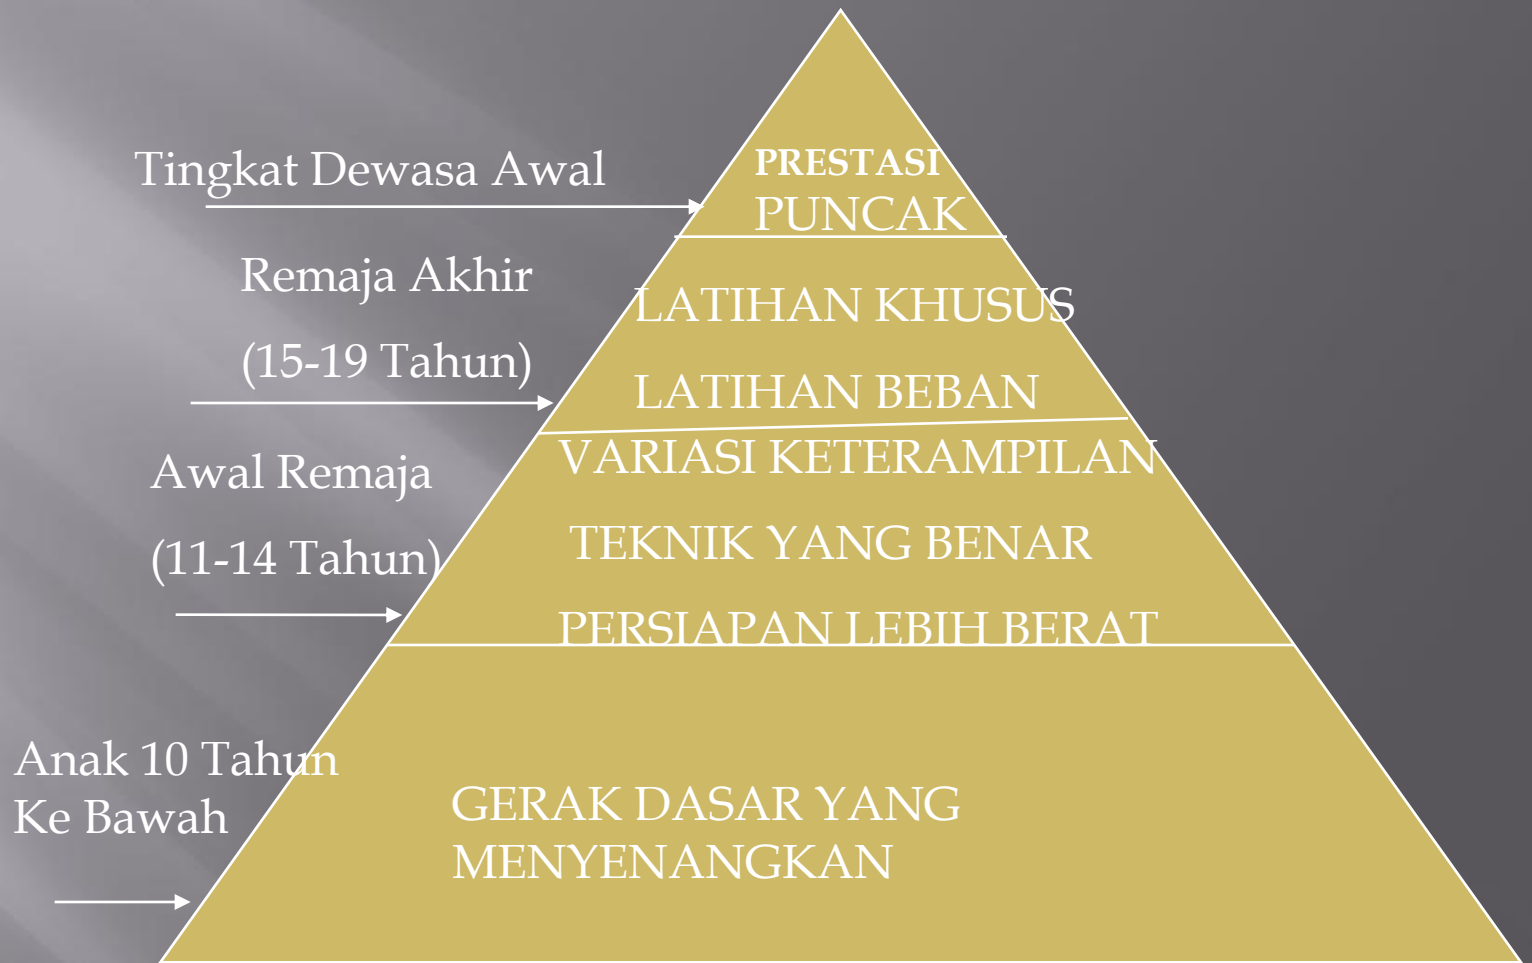 Tingkat Dewasa Awal
PRESTASI
PUNCAK
Remaja Akhir
(15-19 Tahun)
LATIHAN KHUSUS
LATIHAN BEBAN
Awal Remaja
(11-14 Tahun)
VARIASI KETERAMPILAN
TEKNIK YANG BENAR
PERSIAPAN LEBIH BERAT
Anak 10 Tahun
Ke Bawah
GERAK DASAR YANG
MENYENANGKAN